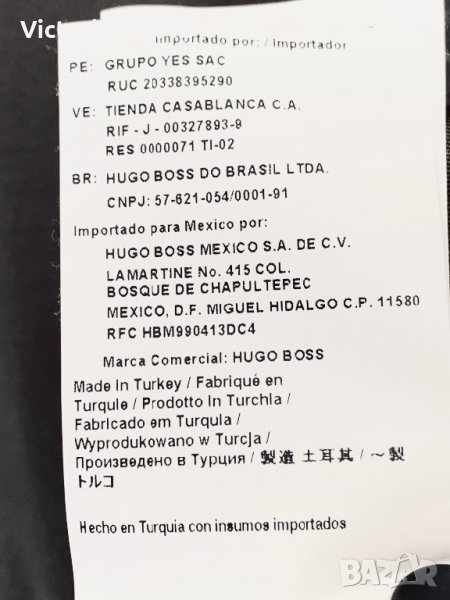 Importado por: / Importador
PE: GRUPO YES SAC
RUC 20338395290
VE: TIENDA CASABLANCA C.A.
RIF - J - 00327893-9
RES 0000071 TI-02
BR: HUGO BOSS DO BRASIL LTDA.
CNPJ: 57-621-054/0001-91
Importado para Mexico por:
HUGO BOSS MEXICO S.A. DE C.V.
LAMARTINE No. 415 COL.
BOSQUE DE CHAPULTEPEC
MEXICO, D.F. MIGUEL HIDALGO C.P. 11580
RFC HBM990413DC4
Marca Comercial: HUGO BOSS
Made in Turkey / Fabriqué en
Turquie / Prodotto in Turchia /
Fabricado em Turquia /
Wyprodukowano w Turcja /
Произведено в Турция / 製造 土耳其 / ～製
トルコ
Hecho en Turquia con insumos importados
BAZAR